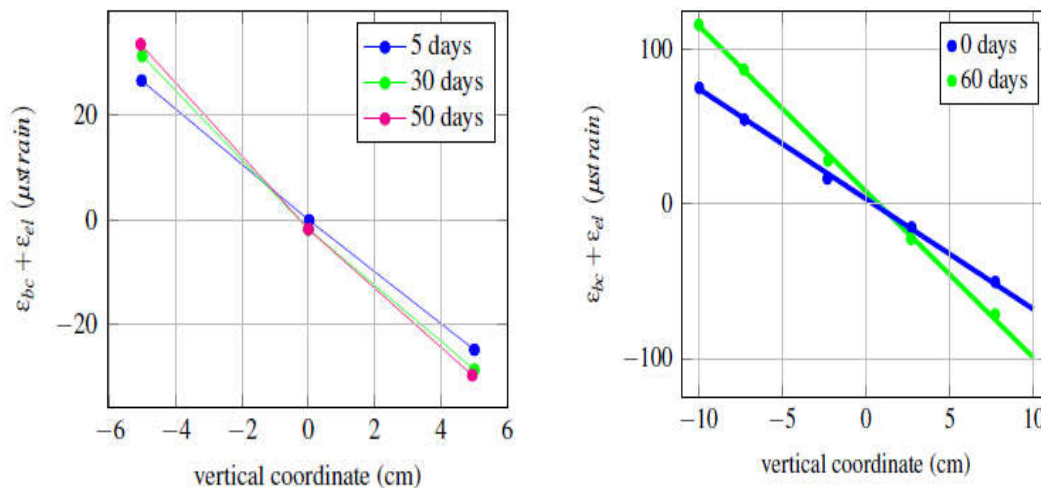 5 days
30 days
50 days
20
0
−20
−6
−4
−2
0
2
4
6
vertical coordinate (cm)
ε_bc + ε_el (μstrain)
0 days
60 days
100
0
−100
−10
−5
0
5
10
vertical coordinate (cm)
ε_bc + ε_el (μstrain)